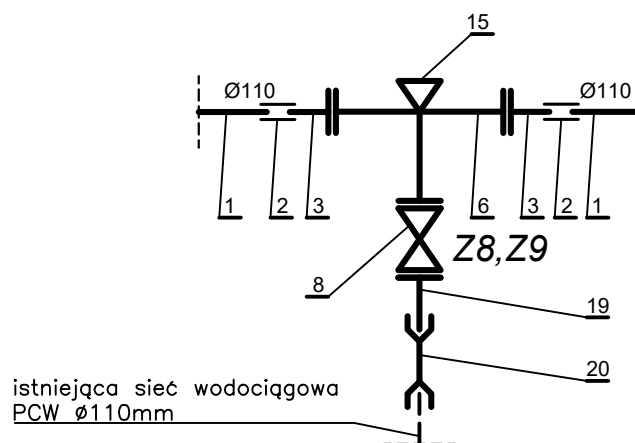 15
Ø110
Ø110
1
2
3
6
3
2
1
Z8,Z9
8
19
20
istniejąca sieć wodociągowa
PCW Ø110mm